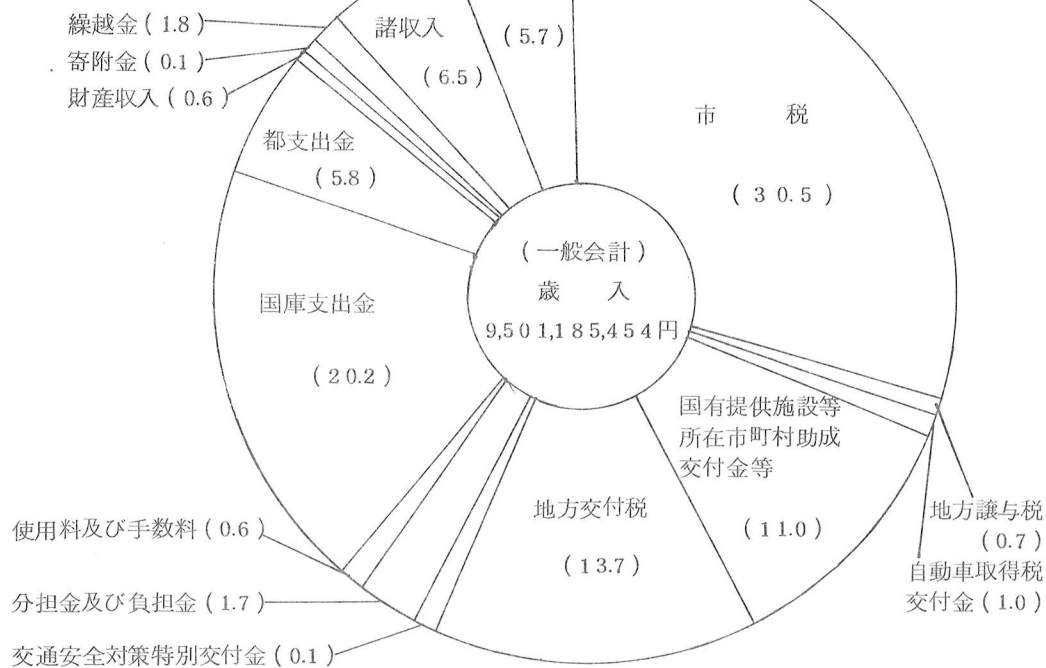 繰越金(1.8)
寄附金(0.1)
財産収入(0.6)
諸収入
(6.5)
(5.7)
市 税
(30.5)
都支出金
(5.8)
(一般会計)
歳 入
9,501,185,454円
国庫支出金
(20.2)
国有提供施設等
所在市町村助成
交付金等
(11.0)
地方交付税
(13.7)
地方譲与税
(0.7)
自動車取得税
交付金(1.0)
使用料及び手数料(0.6)
分担金及び負担金(1.7)
交通安全対策特別交付金(0.1)